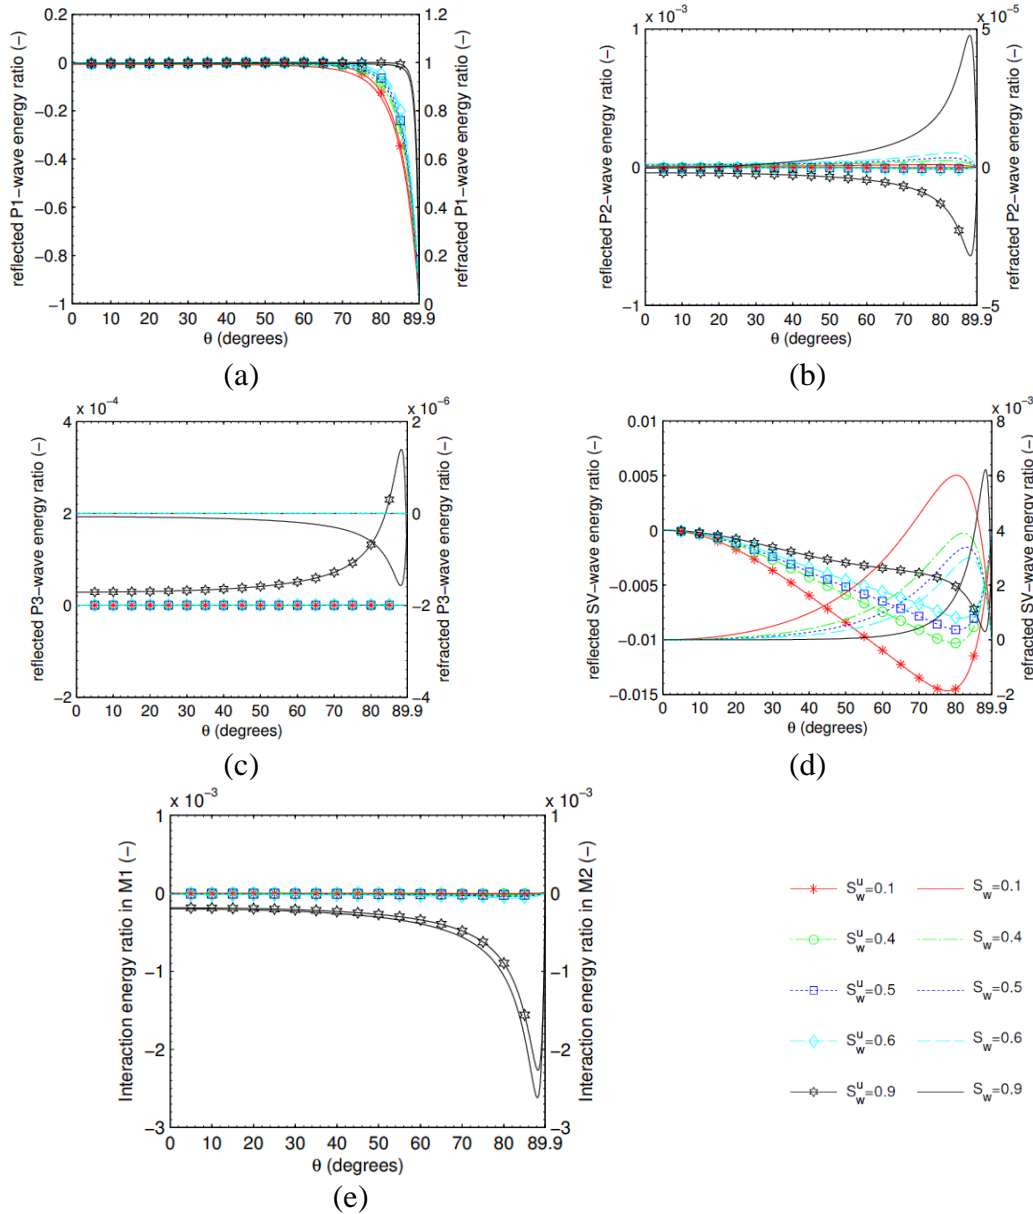 0.2
0
−0.2
−0.4
−0.6
−0.8
−1
1.2
1
0.8
0.6
0.4
0.2
0
0 10 20 30 40 50 60 70 80 89.9
θ (degrees)
reflected P1−wave energy ratio (−)
refracted P1−wave energy ratio (−)
(a)
x 10⁻³
x 10⁻⁵
1
0
−1
5
0
−5
0 10 20 30 40 50 60 70 80 89.9
θ (degrees)
reflected P2−wave energy ratio (−)
refracted P2−wave energy ratio (−)
(b)
x 10⁻⁴
x 10⁻⁶
4
2
0
−2
2
0
−2
−4
0 10 20 30 40 50 60 70 80 89.9
θ (degrees)
reflected P3−wave energy ratio (−)
refracted P3−wave energy ratio (−)
(c)
x 10⁻³
0.01
0.005
0
−0.005
−0.01
−0.015
8
6
4
2
0
−2
0 10 20 30 40 50 60 70 80 89.9
θ (degrees)
reflected SV−wave energy ratio (−)
refracted SV−wave energy ratio (−)
(d)
x 10⁻³
x 10⁻³
1
0
−1
−2
−3
1
0
−1
−2
−3
0 10 20 30 40 50 60 70 80 89.9
θ (degrees)
Interaction energy ratio in M1 (−)
Interaction energy ratio in M2 (−)
(e)
S_w^u=0.1 S_w=0.1
S_w^u=0.4 S_w=0.4
S_w^u=0.5 S_w=0.5
S_w^u=0.6 S_w=0.6
S_w^u=0.9 S_w=0.9